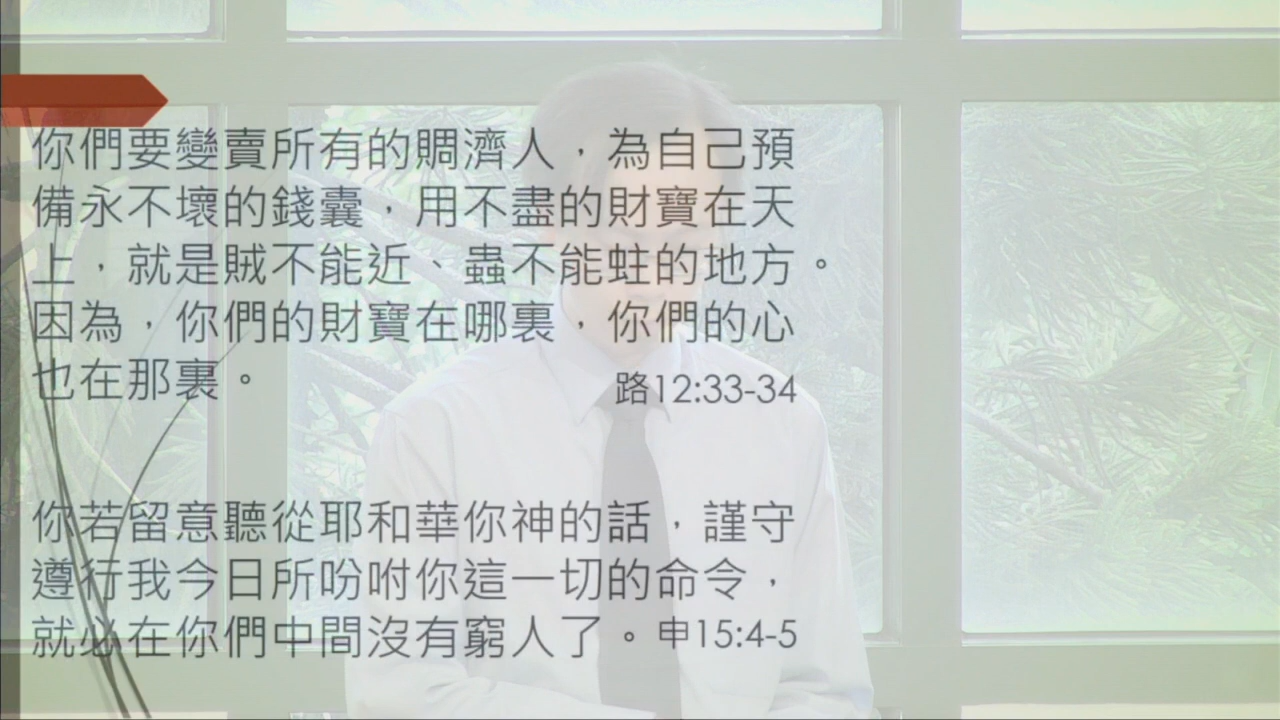 你們要變賣所有的賙濟人，為自己預
備永不壞的錢囊，用不盡的財寶在天
上，就是賊不能近、蟲不能蛀的地方。
因為，你們的財寶在哪裏，你們的心
也在那裏。 路12:33-34
你若留意聽從耶和華你神的話，謹守
遵行我今日所吩咐你這一切的命令，
就必在你們中間沒有窮人了。申15:4-5